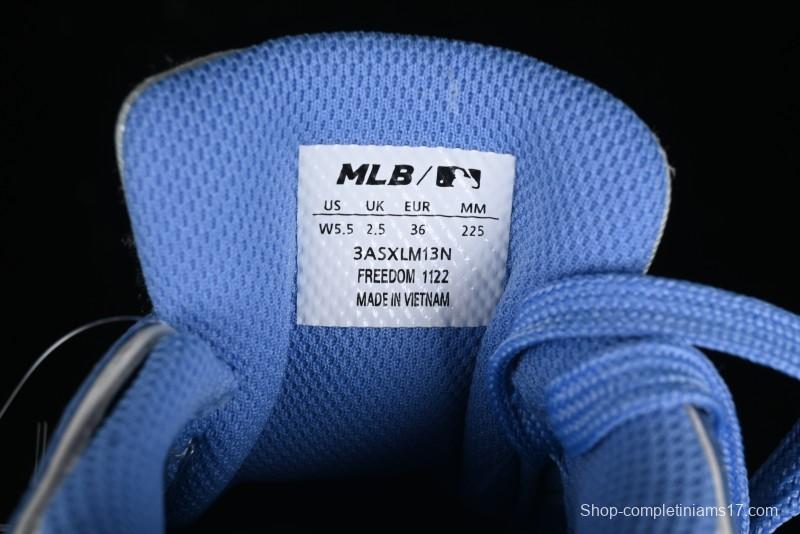 MLB /
US UK EUR MM
W5.5 2.5 36 225
3ASXLM13N
FREEDOM 1122
MADE IN VIETNAM
Shop-completiniams17.com